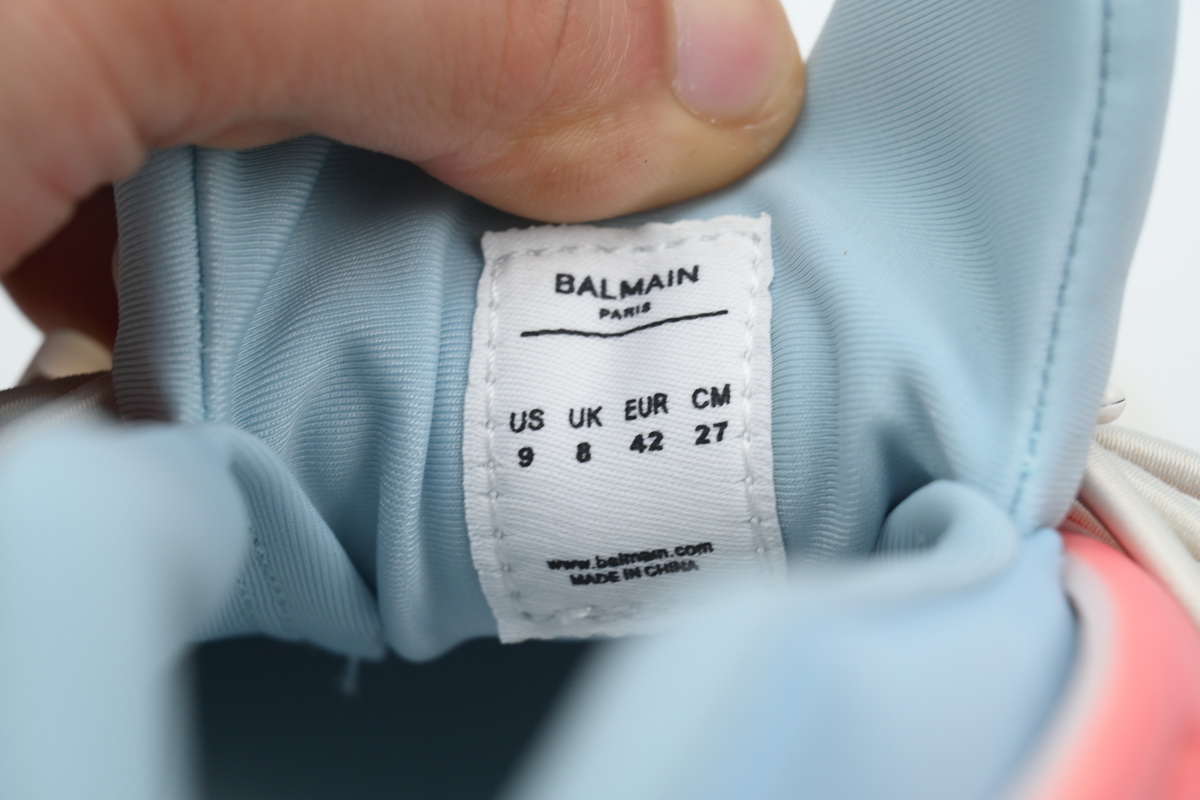 BALMAIN
PARIS
US UK EUR CM
9 8 42 27
www.balmain.com
MADE IN CHINA